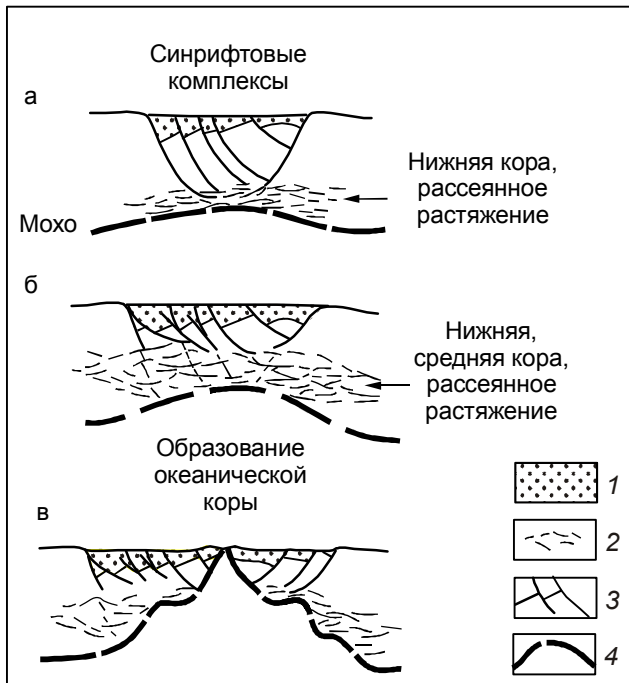 Синрифтовые
комплексы
а
Нижняя кора,
рассеянное
растяжение
Мохо
б
Нижняя,
средняя кора,
рассеянное
растяжение
Образование
океанической
коры
в
1
2
3
4